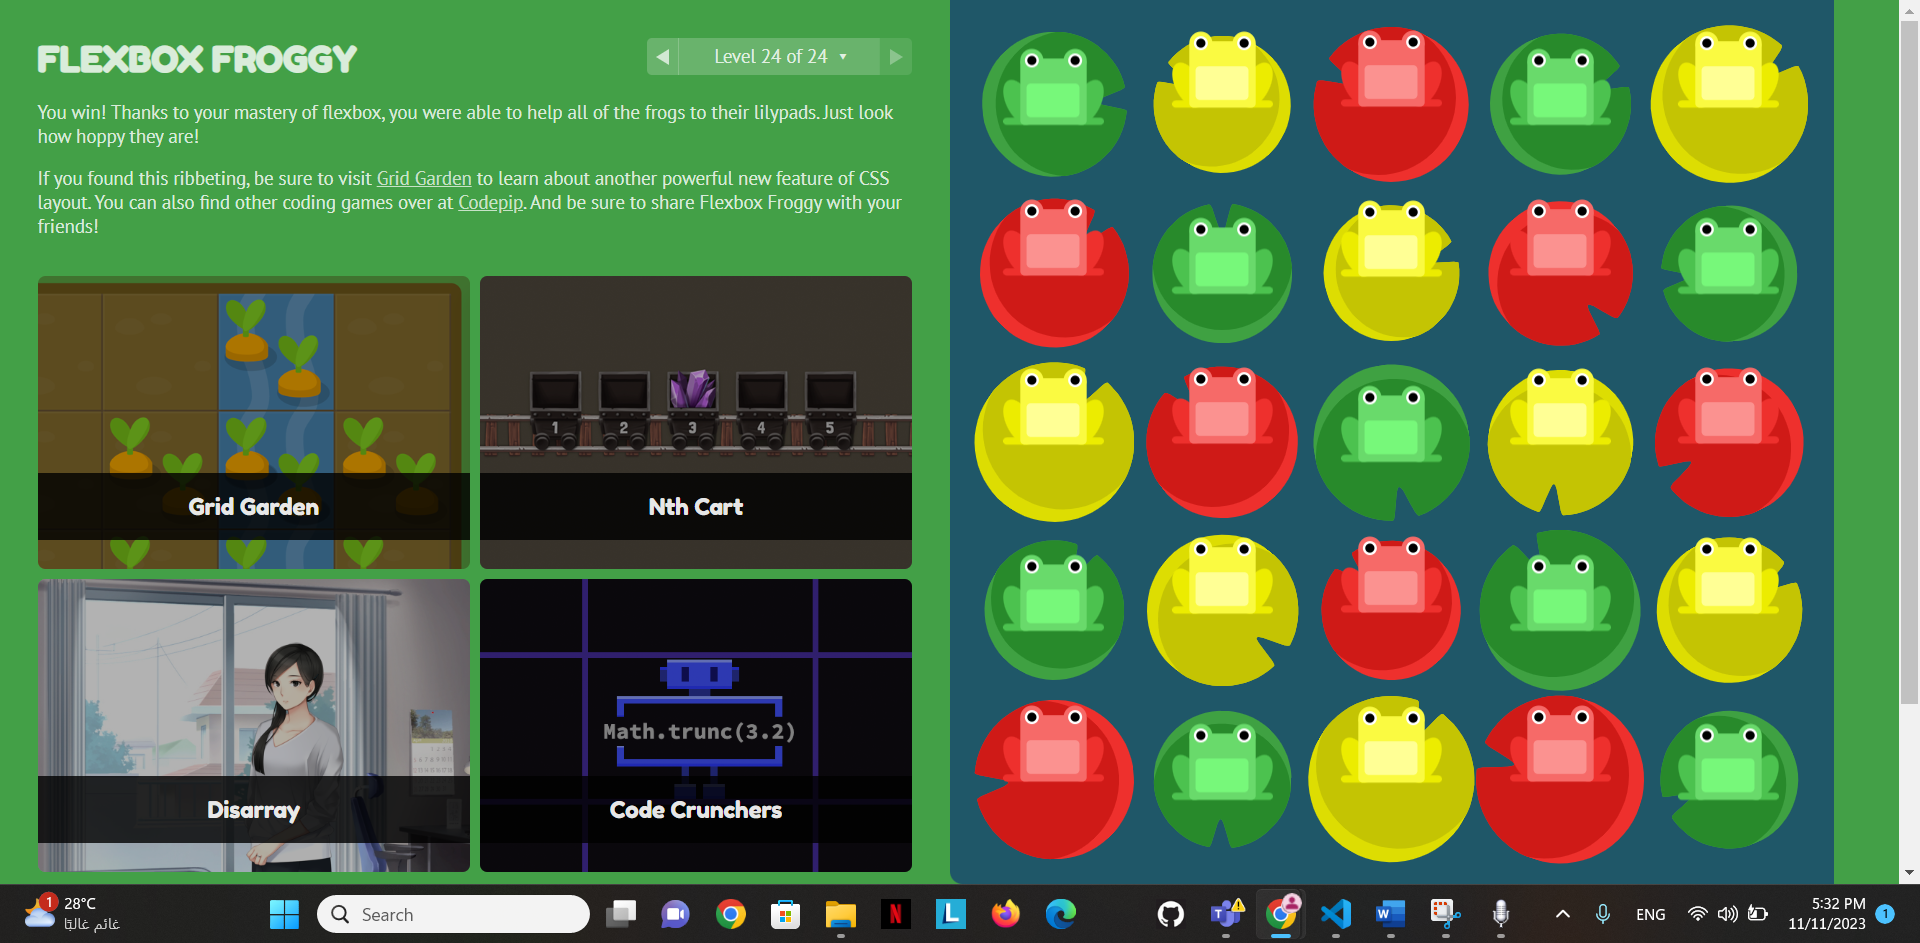 FLEXBOX FROGGY
Level 24 of 24
You win! Thanks to your mastery of flexbox, you were able to help all of the frogs to their lilypads. Just look
how hoppy they are!
If you found this ribbeting, be sure to visit Grid Garden to learn about another powerful new feature of CSS
layout. You can also find other coding games over at Codepip. And be sure to share Flexbox Froggy with your
friends!
Grid Garden
1 2 3 4 5
Nth Cart
Disarray
Math.trunc(3.2)
Code Crunchers
1
28°C
غائم غالبًا
Search
N
L
T
W
ENG
5:32 PM
11/11/2023
1